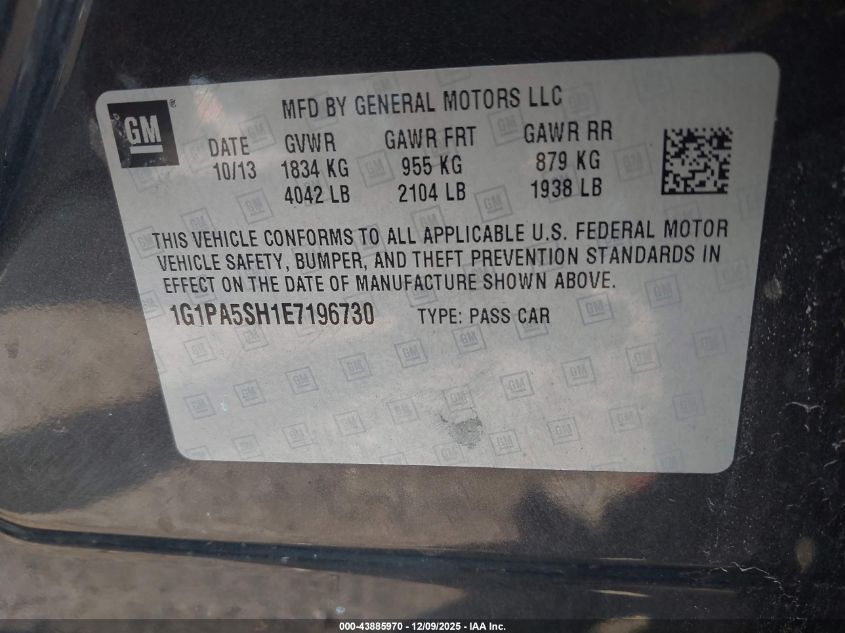 GM ®
MFD BY GENERAL MOTORS LLC
DATE GVWR GAWR FRT GAWR RR
10/13 1834 KG 955 KG 879 KG
4042 LB 2104 LB 1938 LB
THIS VEHICLE CONFORMS TO ALL APPLICABLE U.S. FEDERAL MOTOR
VEHICLE SAFETY, BUMPER, AND THEFT PREVENTION STANDARDS IN
EFFECT ON THE DATE OF MANUFACTURE SHOWN ABOVE.
1G1PA5SH1E7196730 TYPE: PASS CAR
000-43885970 - 12/09/2025 - IAA Inc.